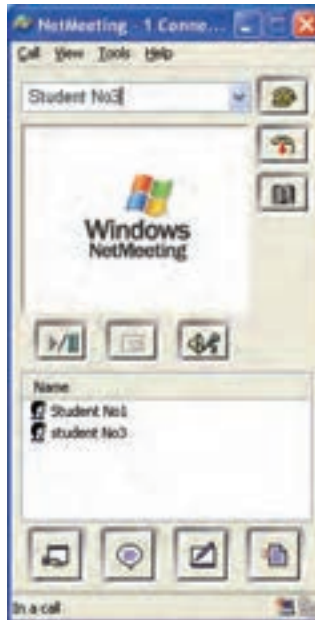 NetMeeting - 1 Conne...
Call View Tools Help
Student No3
Windows
NetMeeting
Name
Student No1
student No3
In a call